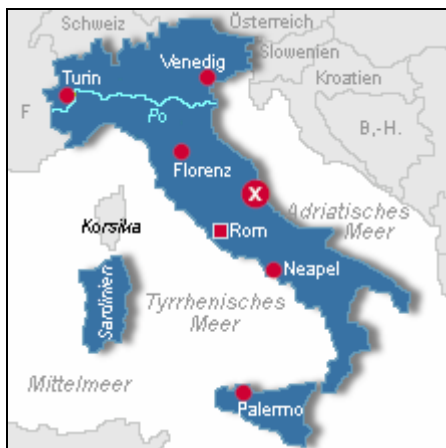 Schweiz
Österreich
Slowenien
Kroatien
Venedig
Turin
F
Po
B.-H.
Florenz
X
Adriatisches
Meer
Korsika
Rom
Neapel
Sardinien
Tyrrhenisches
Meer
Mittelmeer
Palermo